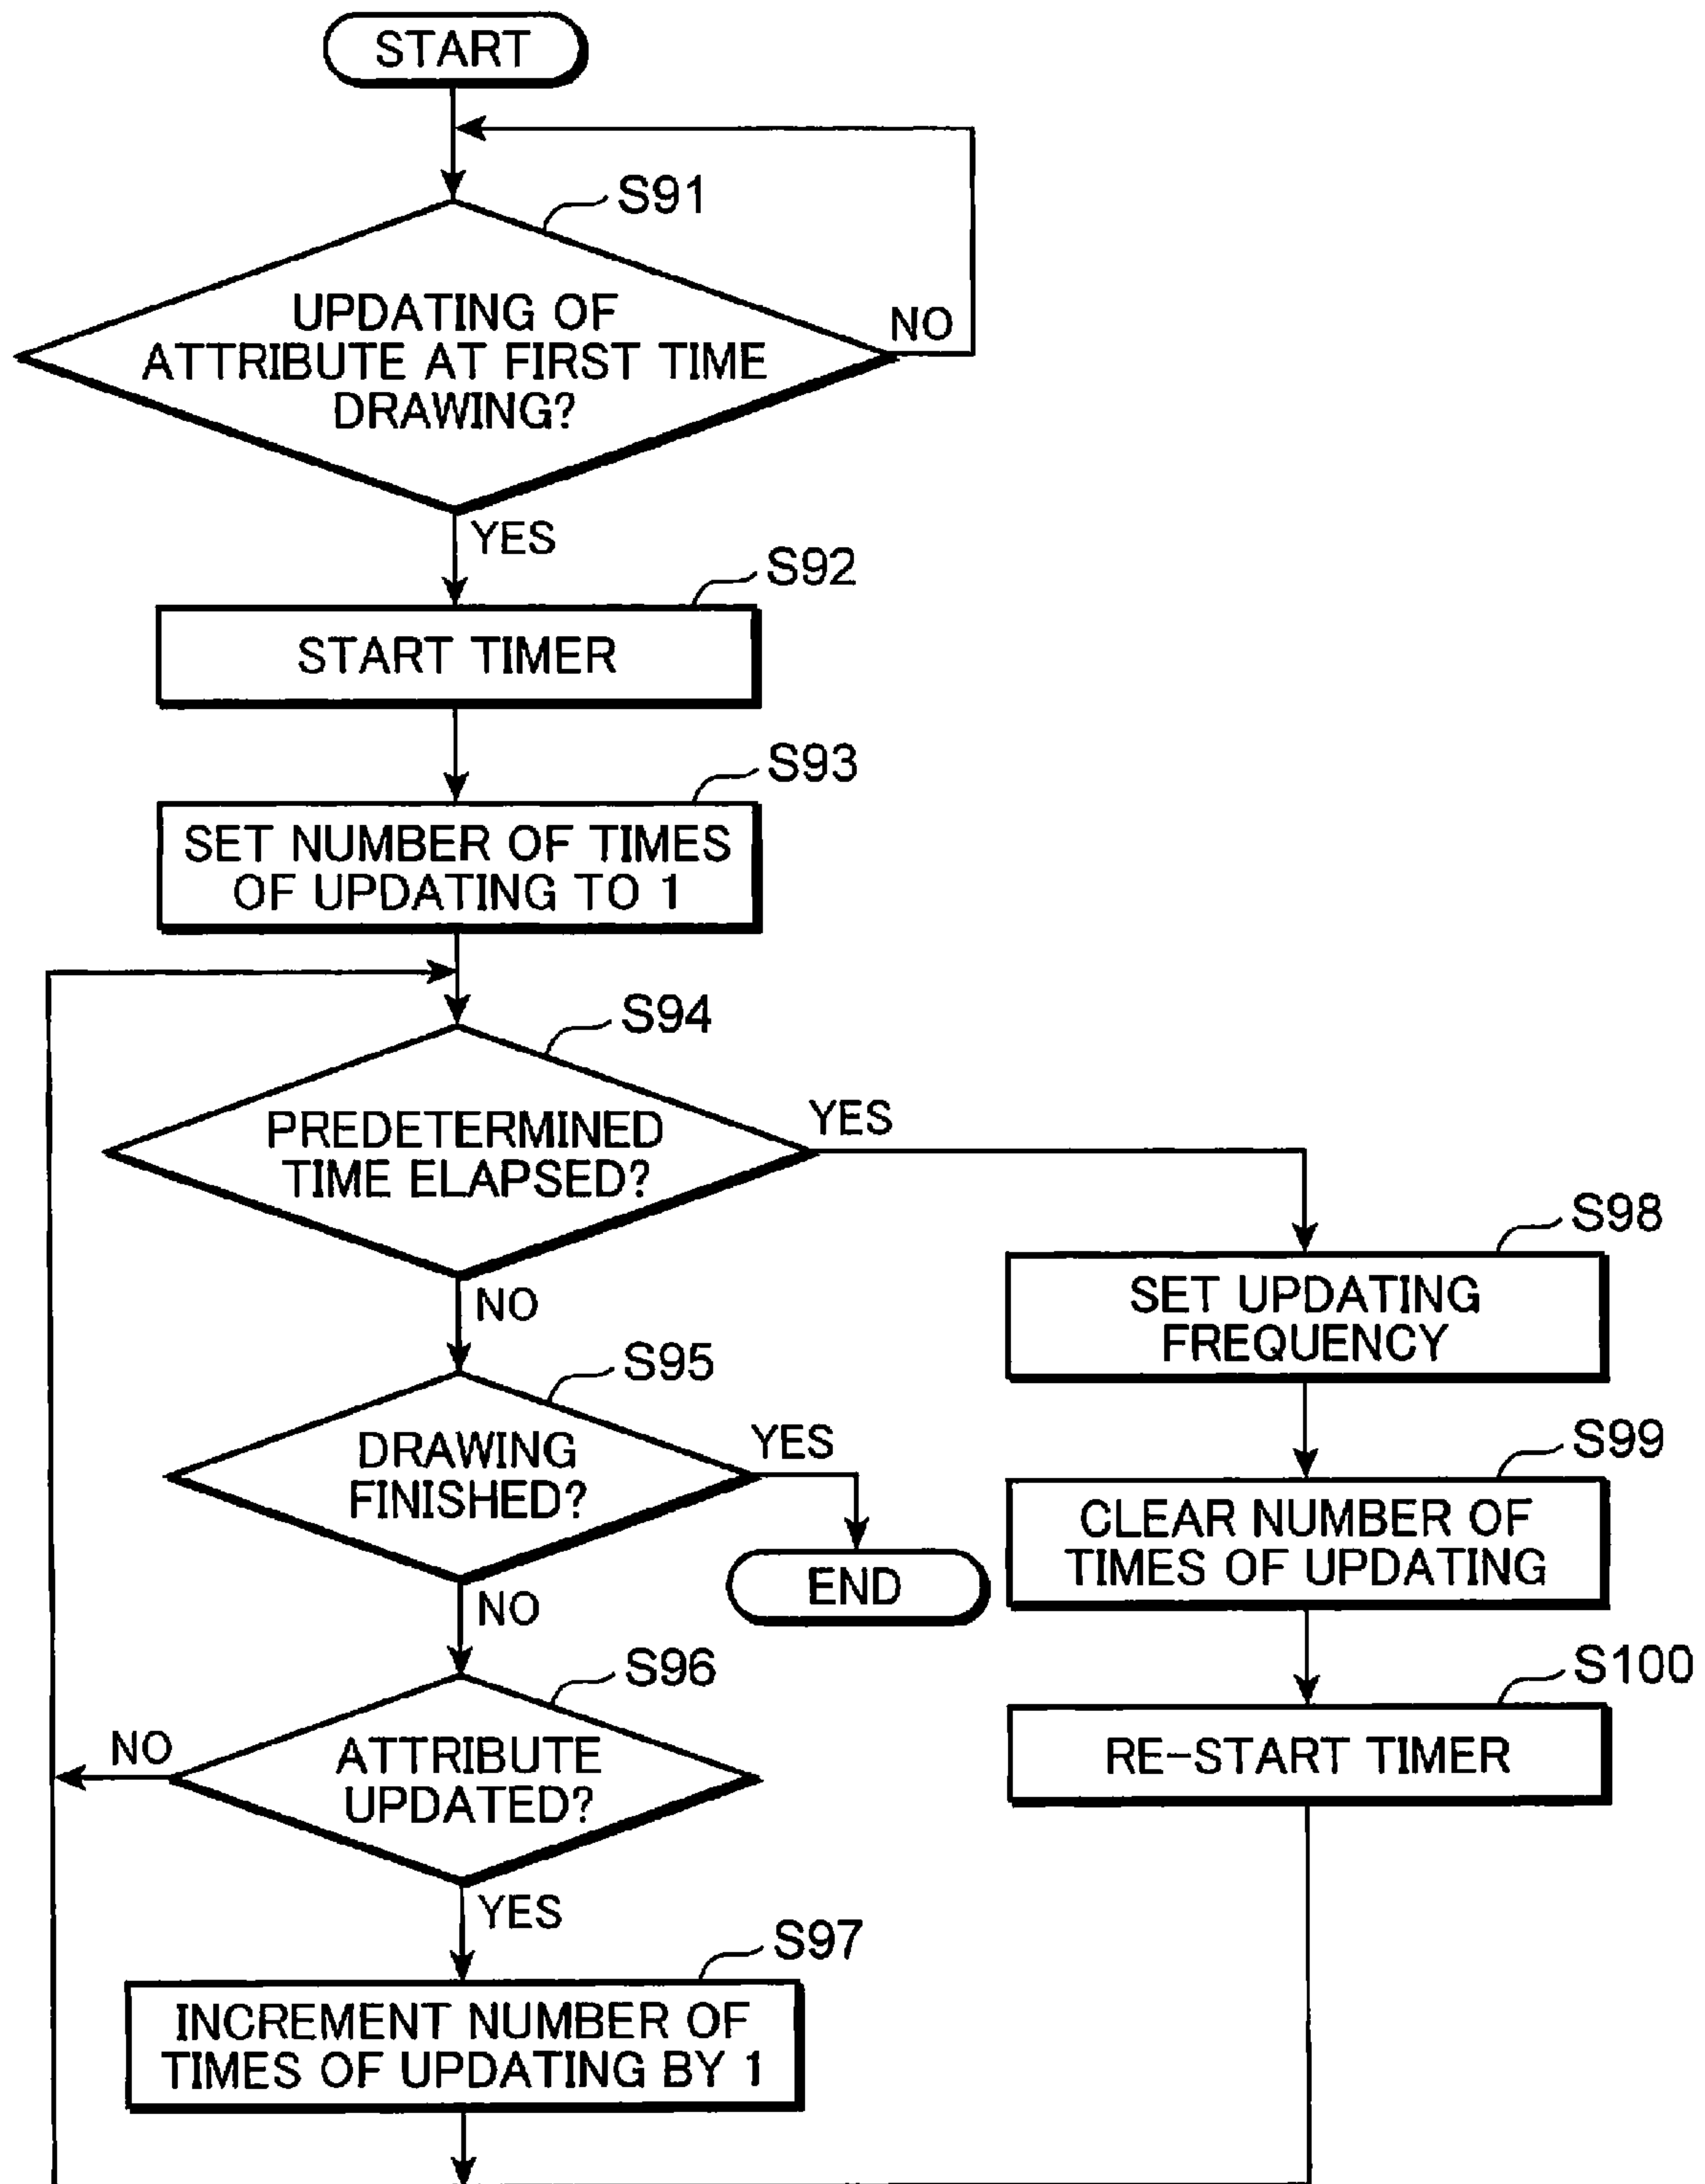 START
S91
UPDATING OF
ATTRIBUTE AT FIRST TIME
DRAWING?
NO
YES
S92
START TIMER
S93
SET NUMBER OF TIMES
OF UPDATING TO 1
S94
PREDETERMINED
TIME ELAPSED?
YES
NO
S98
SET UPDATING
FREQUENCY
S95
DRAWING
FINISHED?
YES
END
NO
S99
CLEAR NUMBER OF
TIMES OF UPDATING
S96
ATTRIBUTE
UPDATED?
NO
YES
S100
RE-START TIMER
S97
INCREMENT NUMBER OF
TIMES OF UPDATING BY 1